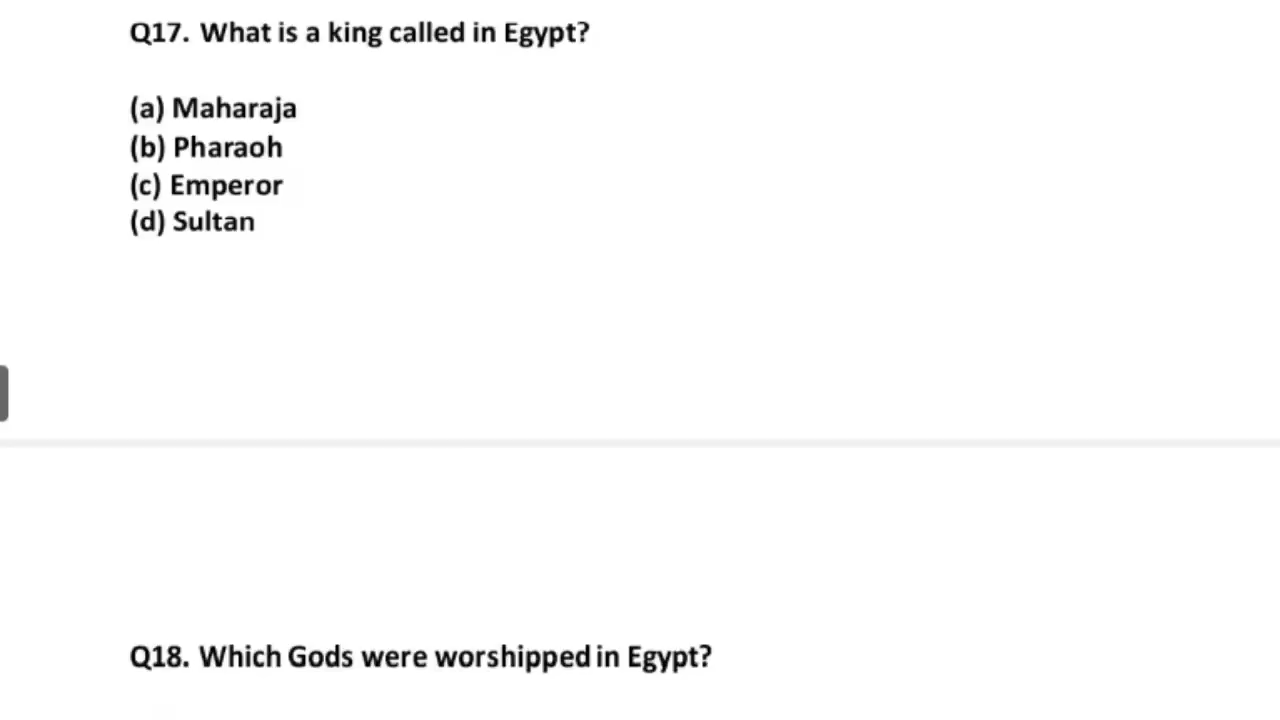 Q17. What is a king called in Egypt?
(a) Maharaja
(b) Pharaoh
(c) Emperor
(d) Sultan
Q18. Which Gods were worshipped in Egypt?